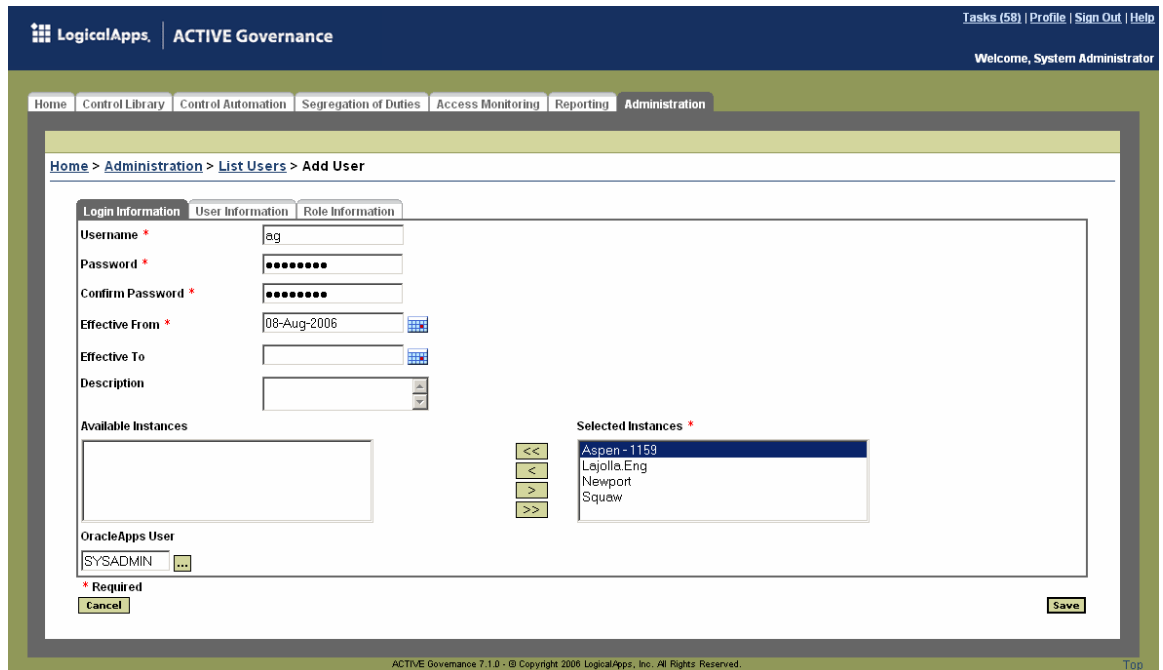 Tasks (58) | Profile | Sign Out | Help
LogicalApps. ACTIVE Governance
Welcome, System Administrator
Home Control Library Control Automation Segregation of Duties Access Monitoring Reporting Administration
Home > Administration > List Users > Add User
Login Information User Information Role Information
Username * ag
Password * ●●●●●●●●
Confirm Password * ●●●●●●●●
Effective From * 08-Aug-2006
Effective To
Description
Available Instances Selected Instances *
<< Aspen - 1159
< Lajolla.Eng
> Newport
>> Squaw
OracleApps User
SYSADMIN ...
* Required
Cancel Save
ACTIVE Governance 7.1.0 - © Copyright 2006 LogicalApps, Inc. All Rights Reserved. Top